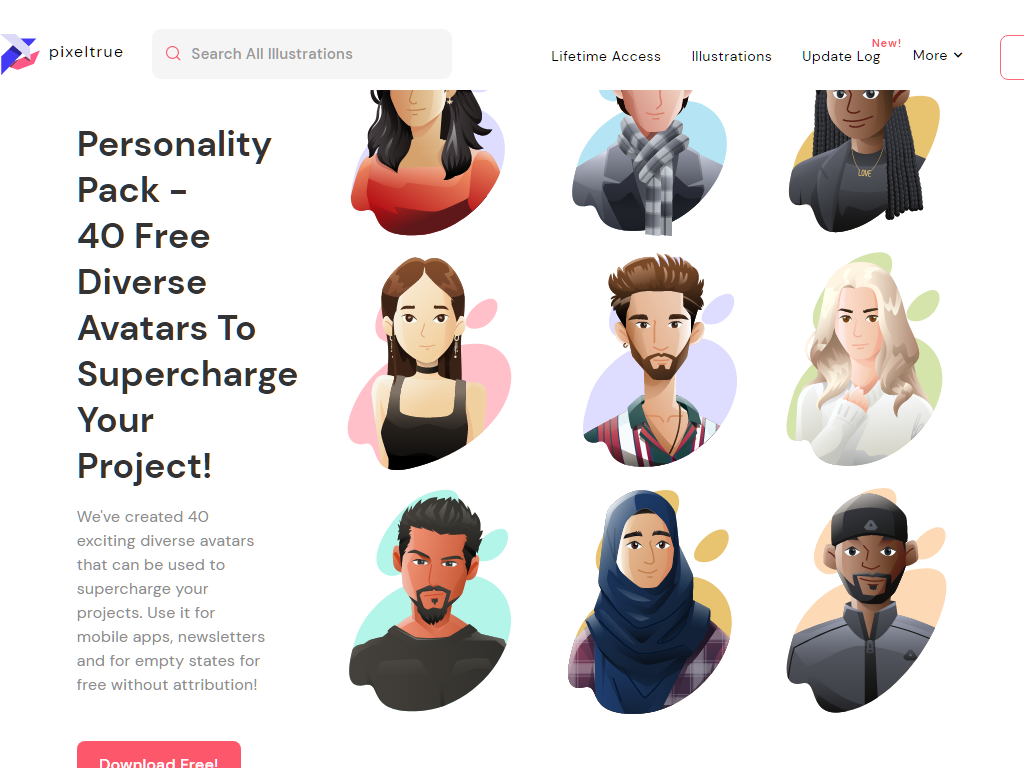 pixeltrue
Search All Illustrations
Lifetime Access
Illustrations
Update Log
New!
More
Personality
Pack -
40 Free
Diverse
Avatars To
Supercharge
Your
Project!
We've created 40
exciting diverse avatars
that can be used to
supercharge your
projects. Use it for
mobile apps, newsletters
and for empty states for
free without attribution!
Download Free!
LOVE